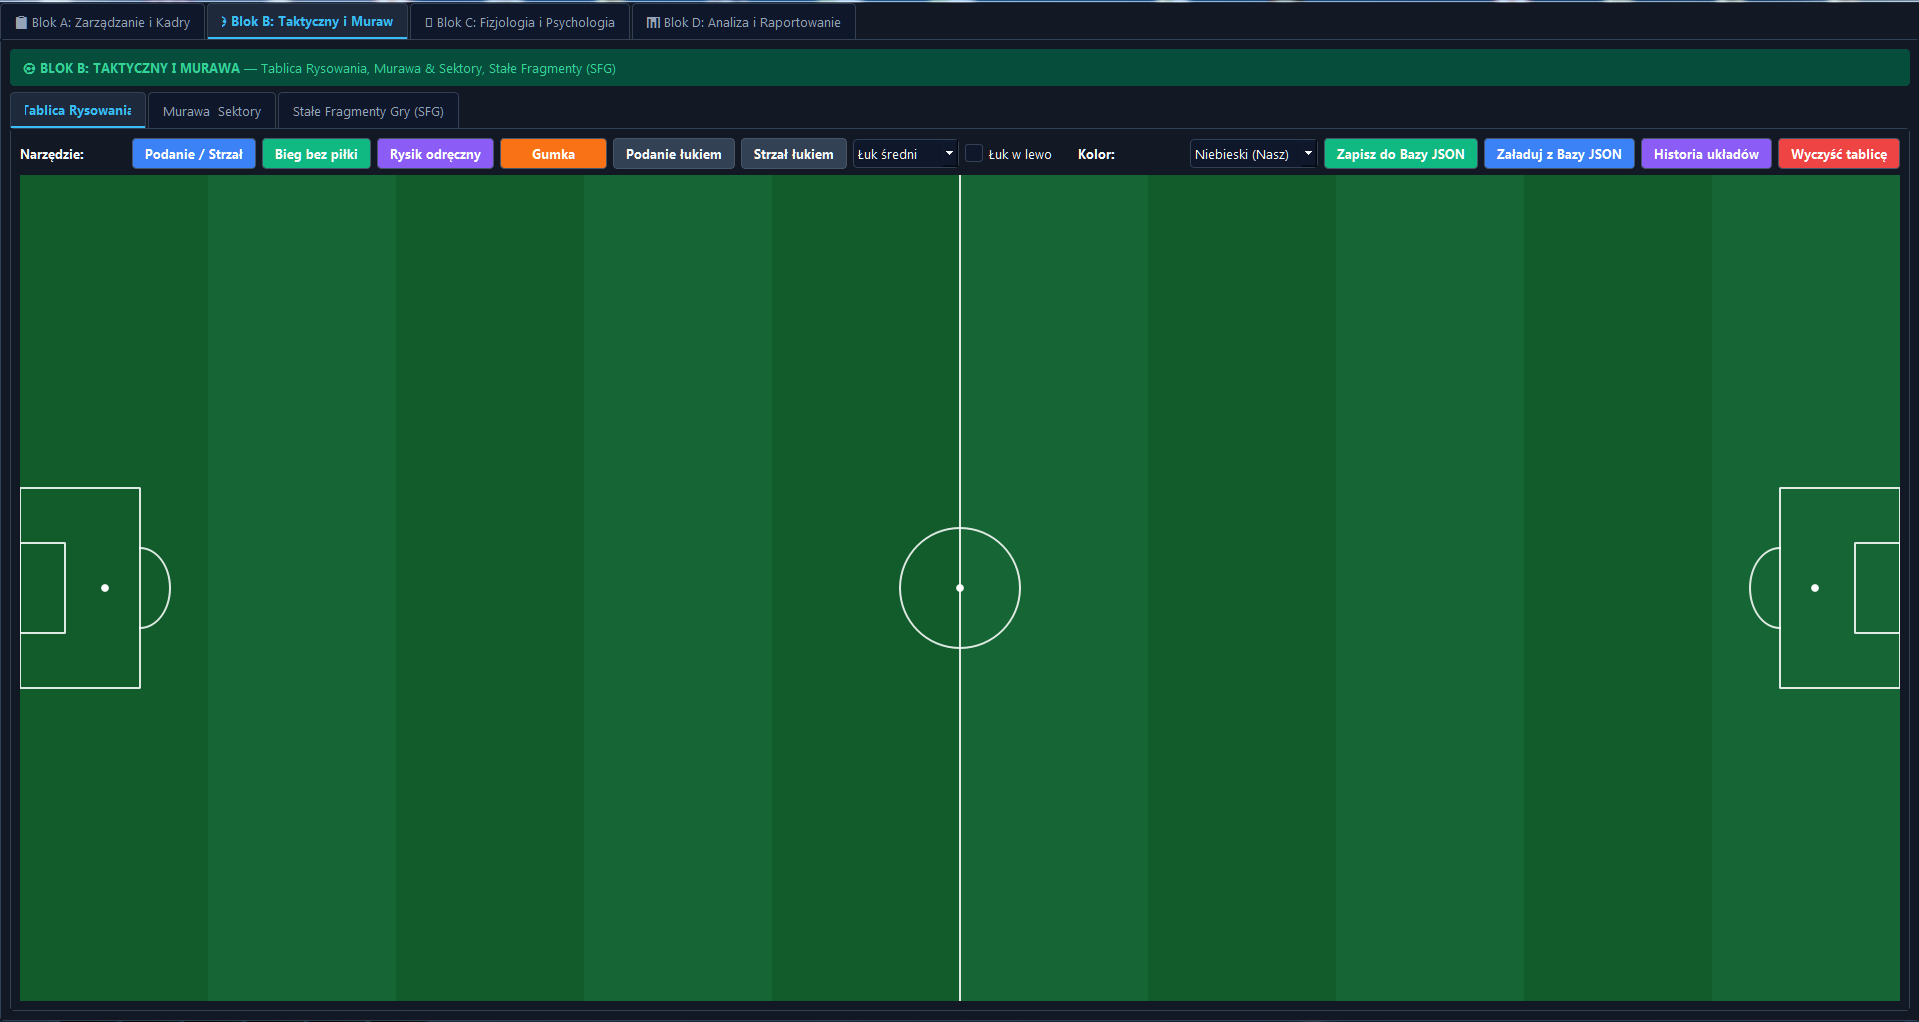 Blok A: Zarządzanie i Kadry
Blok B: Taktyczny i Muraw
Blok C: Fizjologia i Psychologia
Blok D: Analiza i Raportowanie
BLOK B: TAKTYCZNY I MURAWA — Tablica Rysowania, Murawa & Sektory, Stałe Fragmenty (SFG)
Tablica Rysowania
Murawa Sektory
Stałe Fragmenty Gry (SFG)
Narzędzie:
Podanie / Strzał
Bieg bez piłki
Rysik odręczny
Gumka
Podanie łukiem
Strzał łukiem
Łuk średni
Łuk w lewo
Kolor:
Niebieski (Nasz)
Zapisz do Bazy JSON
Załaduj z Bazy JSON
Historia układów
Wyczyść tablicę